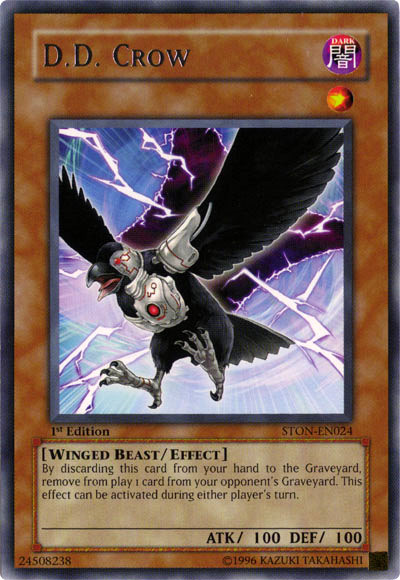 D.D. Crow
DARK
闇
1st Edition
STON-EN024
[Winged Beast/Effect]
By discarding this card from your hand to the Graveyard,
remove from play 1 card from your opponent's Graveyard. This
effect can be activated during either player's turn.
ATK/ 100 DEF/ 100
24508238
©1996 KAZUKI TAKAHASHI